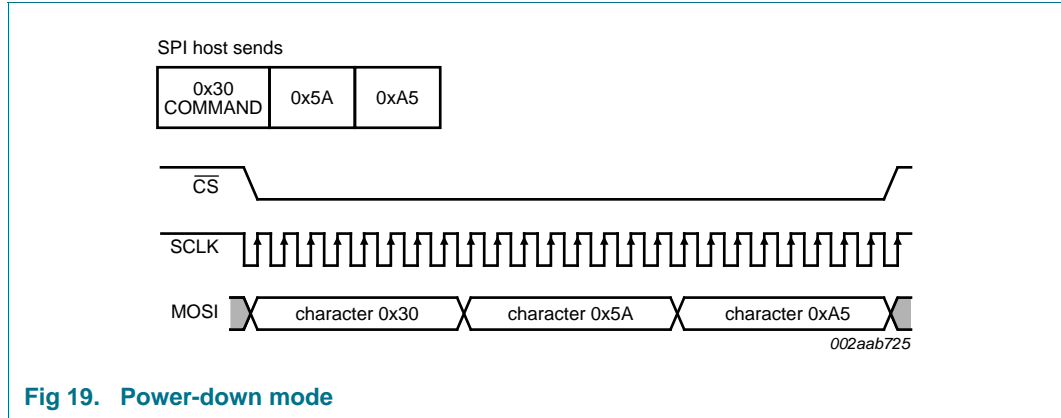 SPI host sends
0x30
COMMAND
0x5A
0xA5
CS
SCLK
MOSI
character 0x30
character 0x5A
character 0xA5
002aab725
Fig 19. Power-down mode